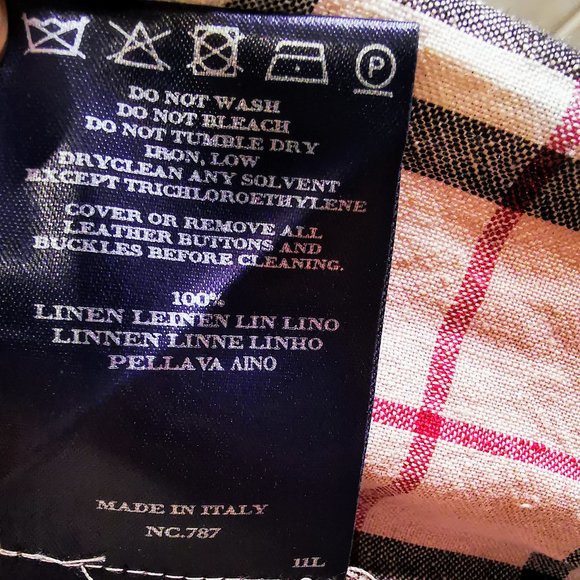 P
DO NOT WASH
DO NOT BLEACH
DO NOT TUMBLE DRY
IRON, LOW
DRYCLEAN ANY SOLVENT
EXCEPT TRICHLOROETHYLENE
COVER OR REMOVE ALL
LEATHER BUTTONS AND
BUCKLES BEFORE CLEANING.
100%
LINEN LEINEN LIN LINO
LINNEN LINNE LINHO
PELLAVA ΛΙΝΟ
MADE IN ITALY
NC.787
11L